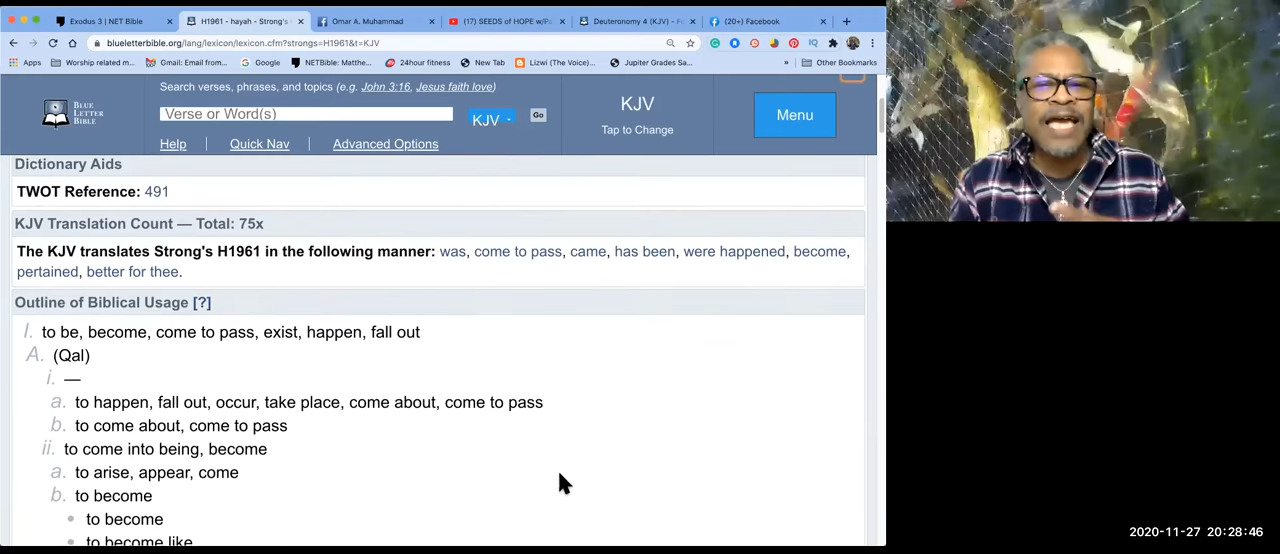 Exodus 3 | NET Bible
H1961 - hayah - Strong's
Omar A. Muhammad
(17) SEEDS of HOPE w/Pa
Deuteronomy 4 (KJV) - F
(20+) Facebook
blueletterbible.org/lang/lexicon/lexicon.cfm?strongs=H1961&t=KJV
Apps
Worship related m...
Gmail: Email from...
Google
NETBible: Matthe...
24hour fitness
New Tab
Lizwi (The Voice)...
Jupiter Grades Sa...
»
Other Bookmarks
Search verses, phrases, and topics (e.g. John 3:16, Jesus faith love)
BLUE
LETTER
BIBLE
Verse or Word(s)
KJV
Go
Help
Quick Nav
Advanced Options
KJV
Tap to Change
Menu
Dictionary Aids
TWOT Reference: 491
KJV Translation Count — Total: 75x
The KJV translates Strong's H1961 in the following manner: was, come to pass, came, has been, were happened, become,
pertained, better for thee.
Outline of Biblical Usage [?]
I. to be, become, come to pass, exist, happen, fall out
A. (Qal)
i. —
a. to happen, fall out, occur, take place, come about, come to pass
b. to come about, come to pass
ii. to come into being, become
a. to arise, appear, come
b. to become
• to become
• to become like
2020-11-27 20:28:46